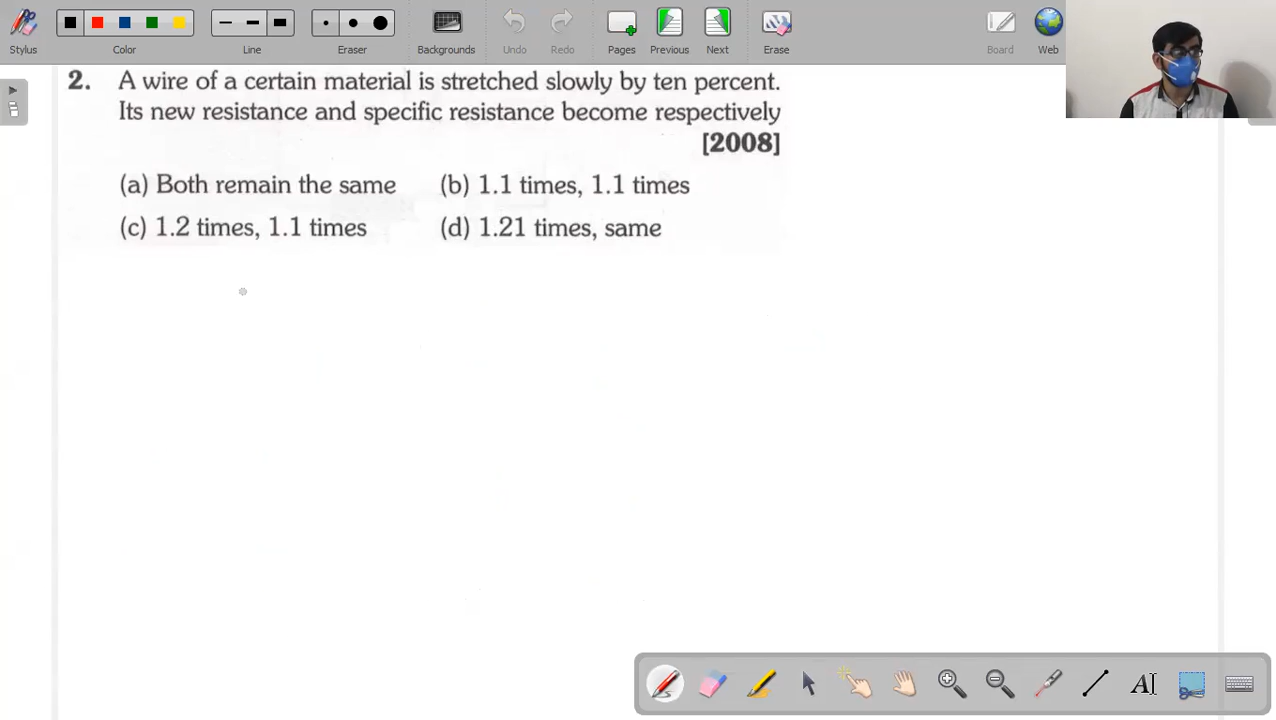 Stylus
Color
Line
Eraser
Backgrounds
Undo
Redo
Pages
Previous
Next
Erase
Board
Web
2. A wire of a certain material is stretched slowly by ten percent.
Its new resistance and specific resistance become respectively
[2008]
(a) Both remain the same (b) 1.1 times, 1.1 times
(c) 1.2 times, 1.1 times (d) 1.21 times, same